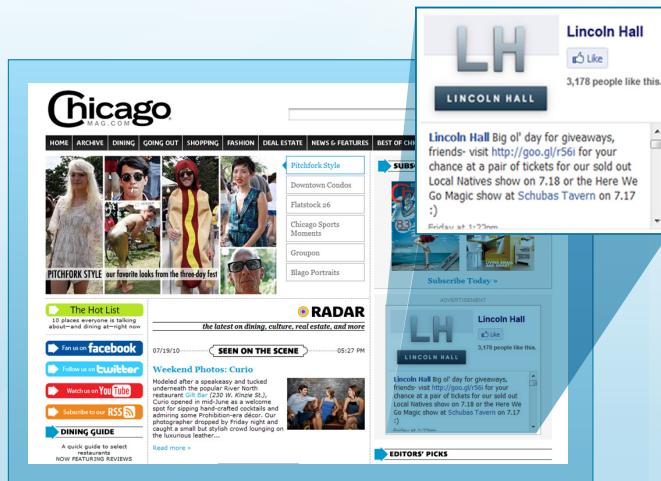 Lincoln Hall
Like
3,178 people like this.
LH
LINCOLN HALL
Lincoln Hall Big ol' day for giveaways,
friends- visit http://goo.gl/r56i for your
chance at a pair of tickets for our sold out
Local Natives show on 7.18 or the Here We
Go Magic show at Schubas Tavern on 7.17
:)
Friday at 1:22pm
Chicago
MAG.COM
HOME ARCHIVE DINING GOING OUT SHOPPING FASHION DEAL ESTATE NEWS & FEATURES BEST OF CHI
Pitchfork Style
Downtown Condos
Flatstock 26
Chicago Sports
Moments
Groupon
Blago Portraits
PITCHFORK STYLE our favorite looks from the three-day fest
SUBS
83
Subscribe Today »
The Hot List
10 places everyone is talking
about—and dining at—right now
Fan us on facebook
Follow us on twitter
Watch us on YouTube
Subscribe to our RSS
DINING GUIDE
A quick guide to select
restaurants
NOW FEATURING REVIEWS
RADAR
the latest on dining, culture, real estate, and more
07/19/10 SEEN ON THE SCENE 05:27 PM
Weekend Photos: Curio
Modeled after a speakeasy and tucked
underneath the popular River North
restaurant Gilt Bar (230 W. Kinzie St.),
Curio opened in mid-June as a welcome
spot for sipping hand-crafted cocktails and
admiring some Prohibition-era décor. Our
photographer dropped by Friday night and
caught a small but stylish crowd lounging on
the luxurious leather...
Read more »
ADVERTISEMENT
LH
LINCOLN HALL
Lincoln Hall
Like
3,178 people like this.
Lincoln Hall Big ol' day for giveaways,
friends- visit http://goo.gl/r56i for your
chance at a pair of tickets for our sold out
Local Natives show on 7.18 or the Here We
Go Magic show at Schubas Tavern on 7.17
:)
EDITORS' PICKS